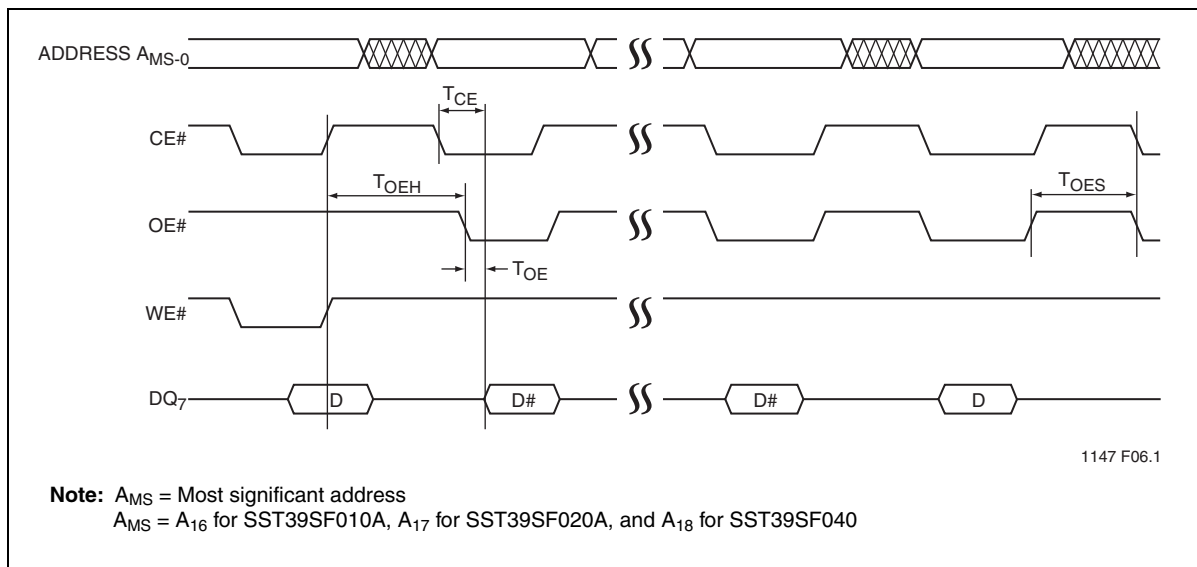 ADDRESS AMS-0
TCE
CE#
TOEH
TOES
OE#
TOE
WE#
DQ7
D
D#
D#
D
1147 F06.1
Note: AMS = Most significant address
AMS = A16 for SST39SF010A, A17 for SST39SF020A, and A18 for SST39SF040